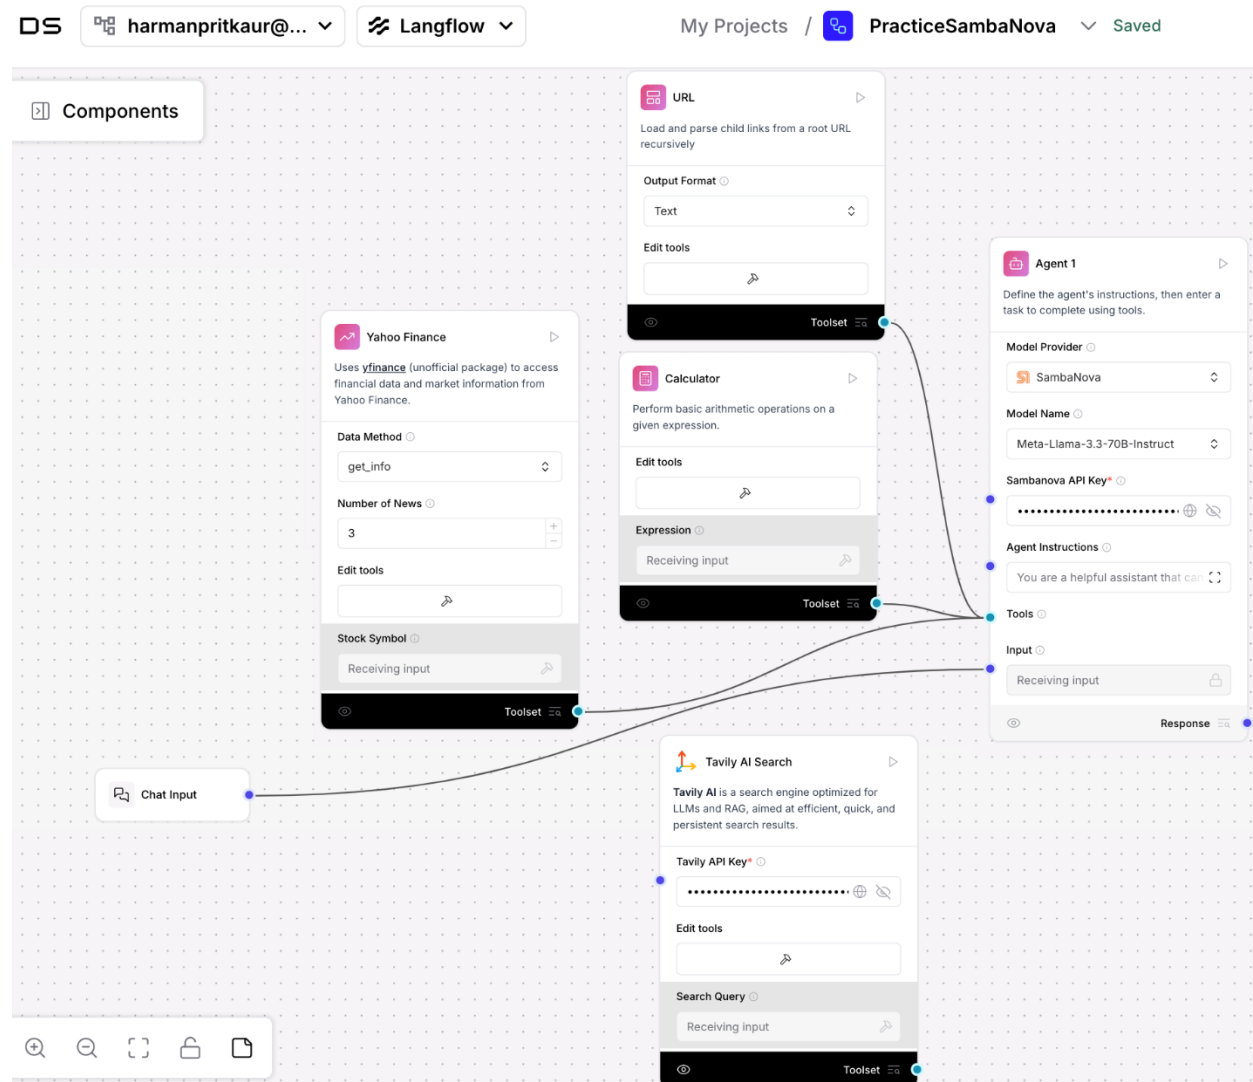 DS
harmanpritkaur@...
Langflow
My Projects / PracticeSambaNova
Saved
Components
URL
Load and parse child links from a root URL
recursively
Output Format
Text
Edit tools
Toolset
Yahoo Finance
Uses yfinance (unofficial package) to access
financial data and market information from
Yahoo Finance.
Data Method
get_info
Number of News
3
Edit tools
Stock Symbol
Receiving input
Toolset
Calculator
Perform basic arithmetic operations on a
given expression.
Edit tools
Expression
Receiving input
Toolset
Agent 1
Define the agent's instructions, then enter a
task to complete using tools.
Model Provider
SambaNova
Model Name
Meta-Llama-3.3-70B-Instruct
Sambanova API Key*
Agent Instructions
You are a helpful assistant that can
Tools
Input
Receiving input
Response
Chat Input
Tavily AI Search
Tavily AI is a search engine optimized for
LLMs and RAG, aimed at efficient, quick, and
persistent search results.
Tavily API Key*
Edit tools
Search Query
Receiving input
Toolset